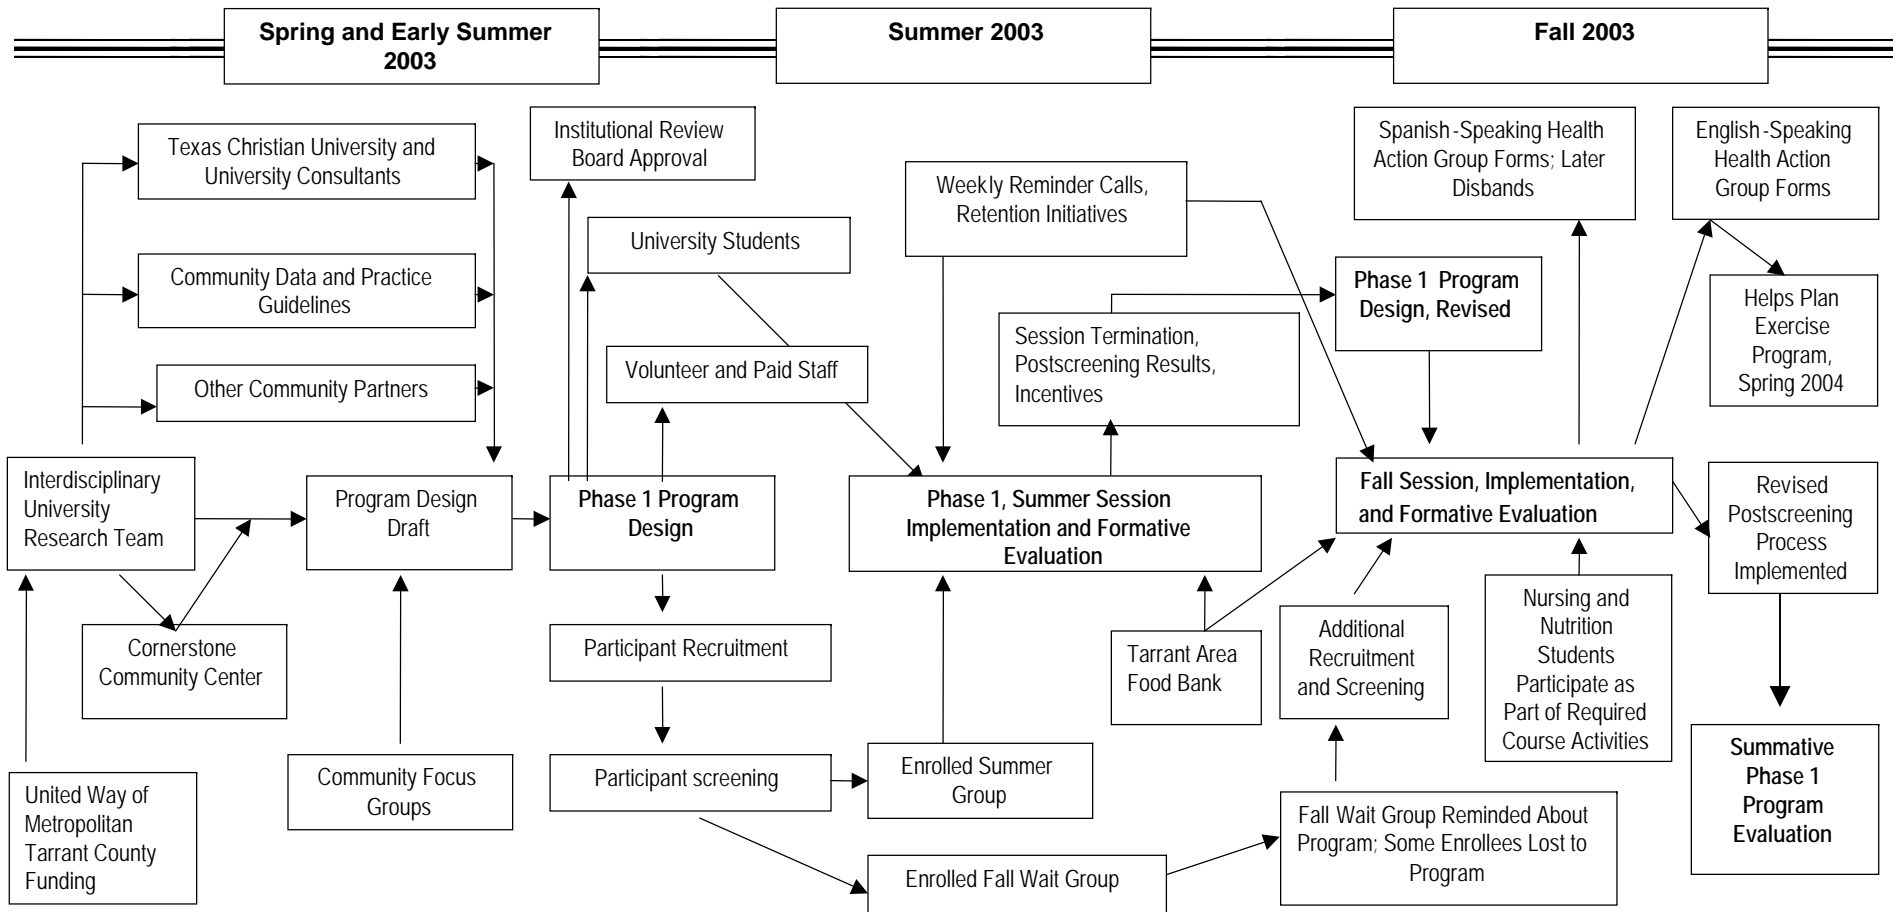 Spring and Early Summer
2003
Summer 2003
Fall 2003
Texas Christian University and
University Consultants
Community Data and Practice
Guidelines
Other Community Partners
Interdisciplinary
University
Research Team
Cornerstone
Community Center
United Way of
Metropolitan
Tarrant County
Funding
Program Design
Draft
Community Focus
Groups
Institutional Review
Board Approval
University Students
Volunteer and Paid Staff
Phase 1 Program
Design
Participant Recruitment
Participant screening
Weekly Reminder Calls,
Retention Initiatives
Session Termination,
Postscreening Results,
Incentives
Phase 1, Summer Session
Implementation and Formative
Evaluation
Enrolled Summer
Group
Enrolled Fall Wait Group
Tarrant Area
Food Bank
Spanish-Speaking Health
Action Group Forms; Later
Disbands
English-Speaking
Health Action
Group Forms
Phase 1 Program
Design, Revised
Helps Plan
Exercise
Program,
Spring 2004
Fall Session, Implementation,
and Formative Evaluation
Revised
Postscreening
Process
Implemented
Additional
Recruitment
and Screening
Nursing and
Nutrition
Students
Participate as
Part of Required
Course Activities
Fall Wait Group Reminded About
Program; Some Enrollees Lost to
Program
Summative
Phase 1
Program
Evaluation